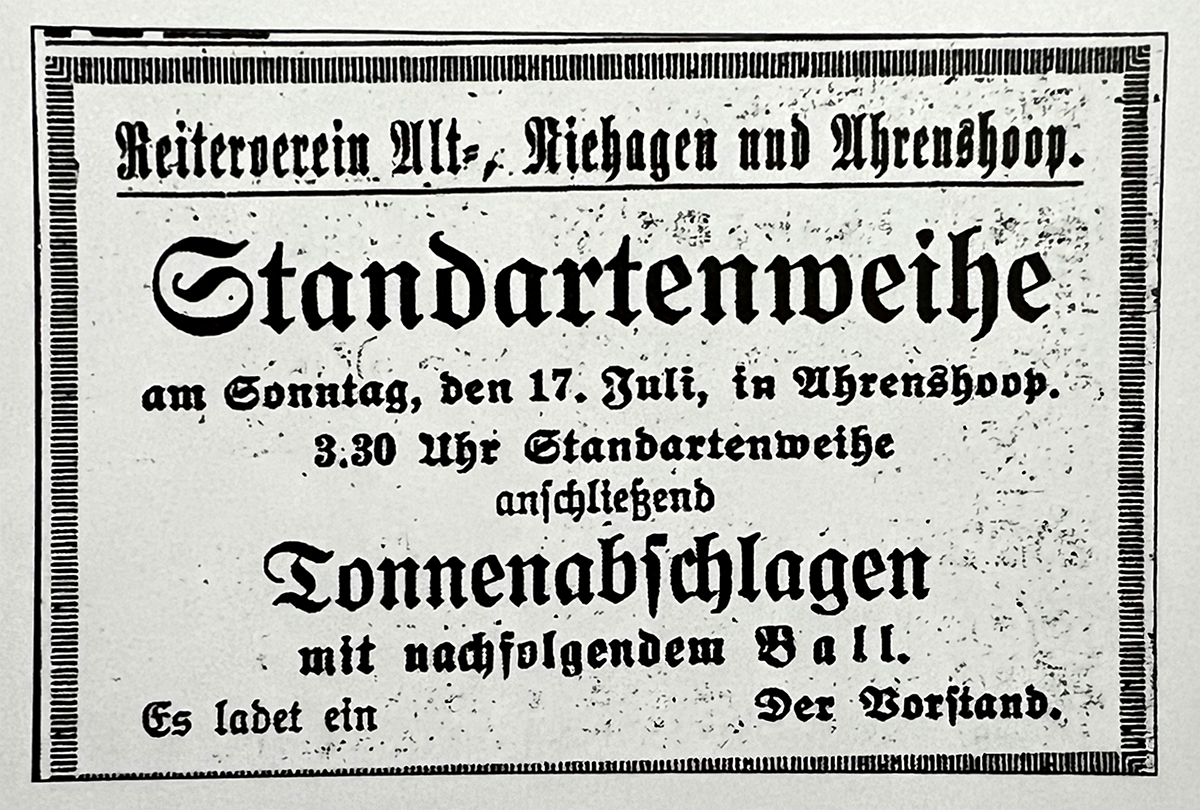 Reiterverein Alt-, Niehagen und Ahrenshoop.
Standartenweihe
am Sonntag, den 17. Juli, in Ahrenshoop.
3.30 Uhr Standartenweihe
anschließend
Tonnenabschlagen
mit nachfolgendem Ball.
Es ladet ein Der Vorstand.